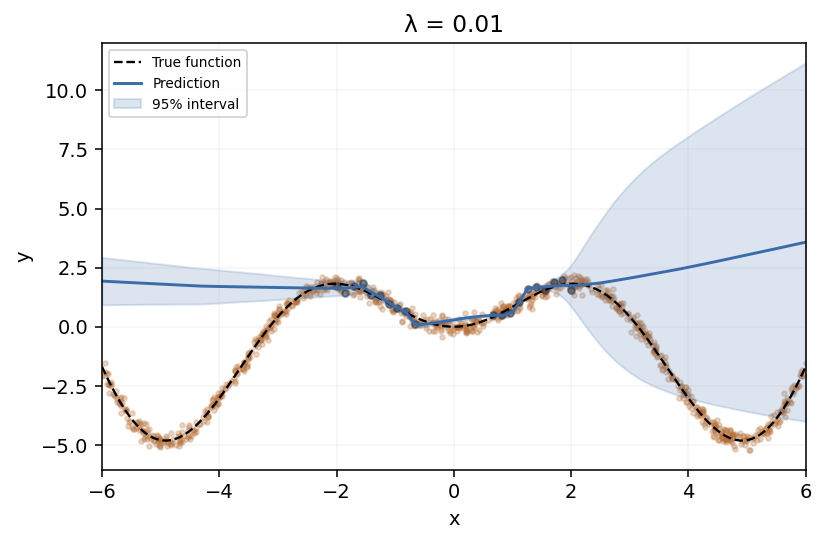 λ = 0.01
True function
Prediction
95% interval
10.0
7.5
5.0
2.5
0.0
−2.5
−5.0
y
−6 −4 −2 0 2 4 6
x